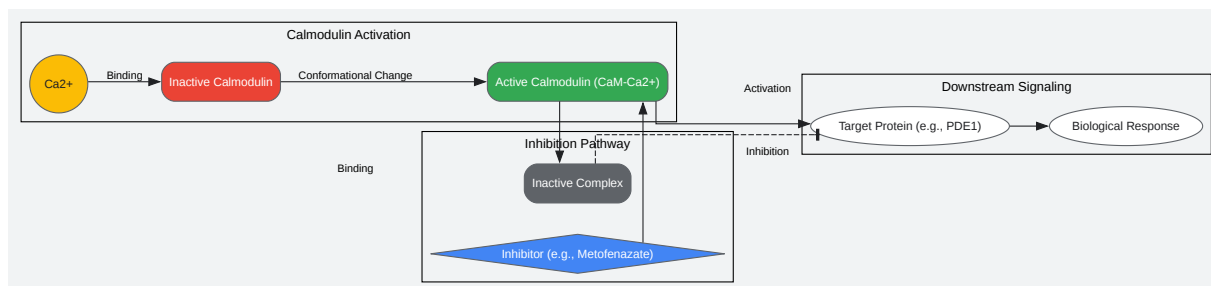 Calmodulin Activation
Ca2+
Binding
Inactive Calmodulin
Conformational Change
Active Calmodulin (CaM-Ca2+)
Activation
Downstream Signaling
Target Protein (e.g., PDE1)
Biological Response
Inhibition Pathway
Inhibition
Binding
Inactive Complex
Inhibitor (e.g., Metofenazate)